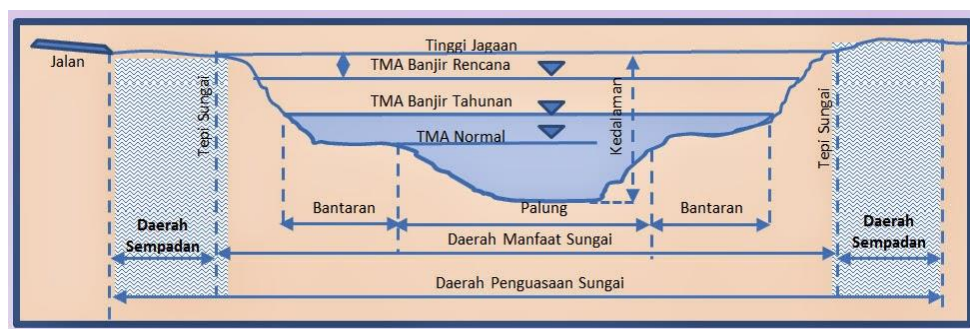 Tinggi Jagaan
Jalan
TMA Banjir Rencana
Tepi Sungai
TMA Banjir Tahunan
Kedalaman
Tepi Sungai
TMA Normal
Bantaran
Palung
Bantaran
Daerah
Sempadan
Daerah Manfaat Sungai
Daerah
Sempadan
Daerah Penguasaan Sungai